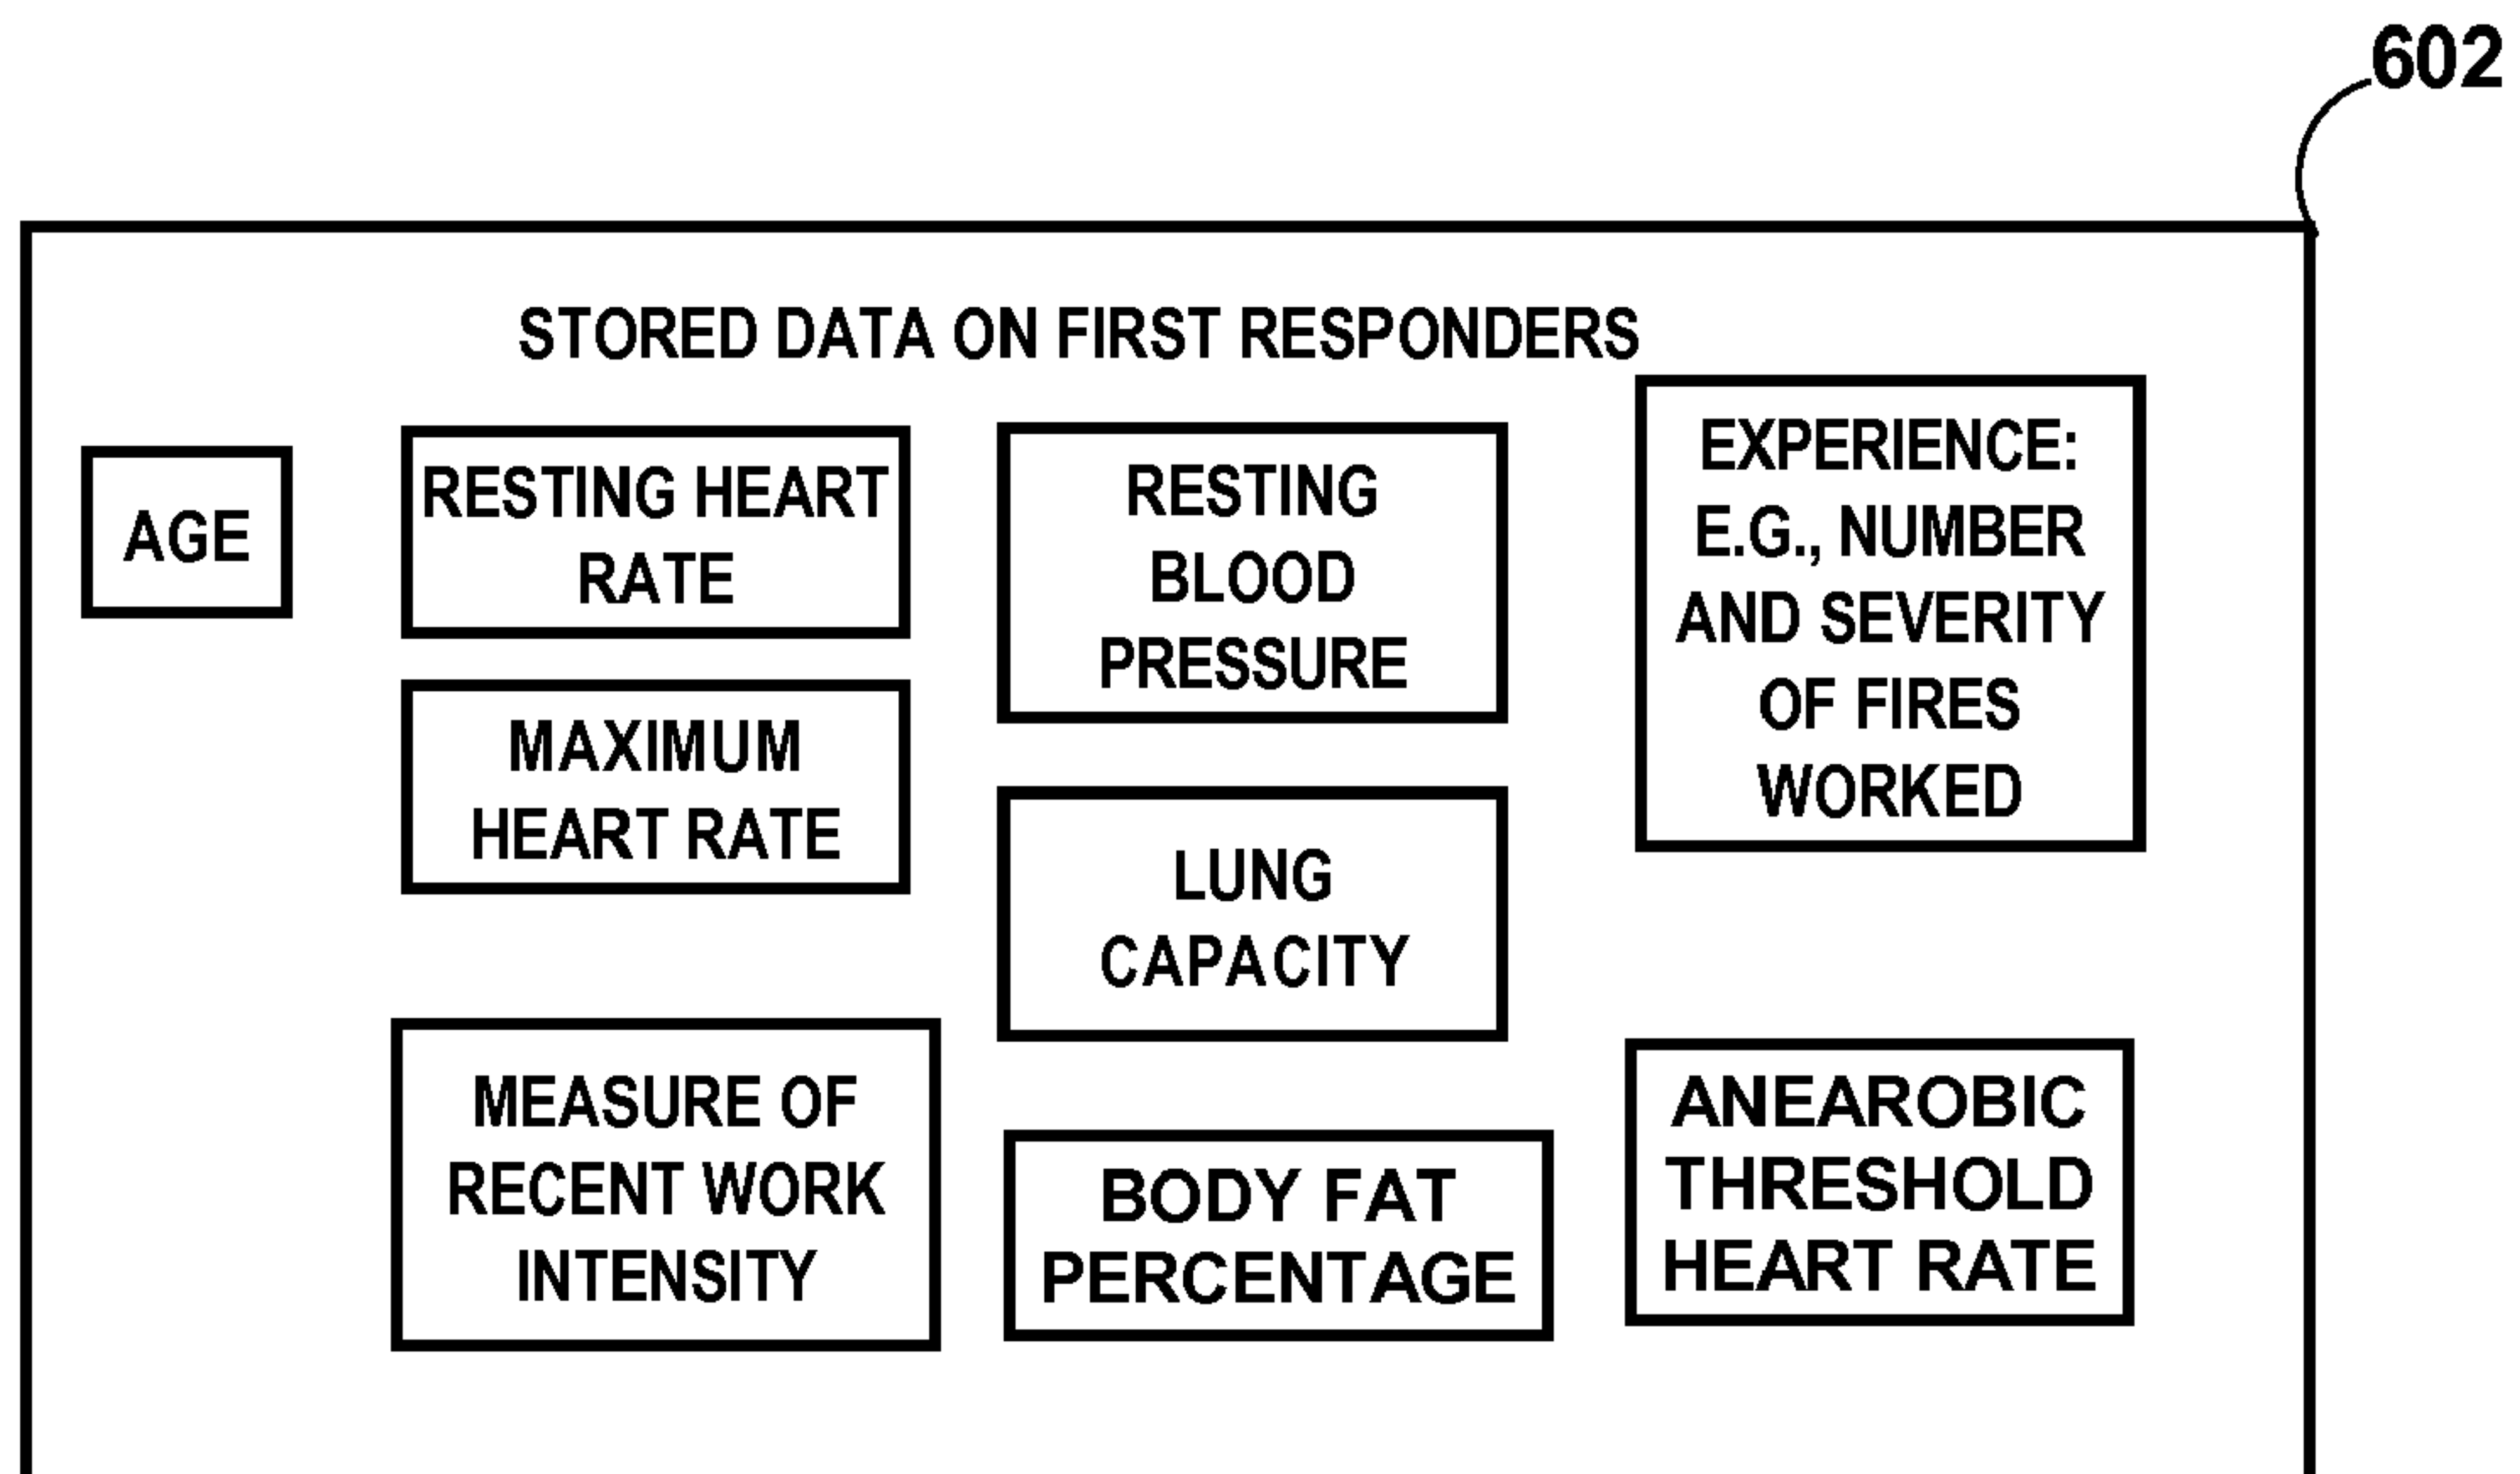 602
STORED DATA ON FIRST RESPONDERS
AGE
RESTING HEART
RATE
RESTING
BLOOD
PRESSURE
EXPERIENCE:
E.G., NUMBER
AND SEVERITY
OF FIRES
WORKED
MAXIMUM
HEART RATE
LUNG
CAPACITY
MEASURE OF
RECENT WORK
INTENSITY
BODY FAT
PERCENTAGE
ANEAROBIC
THRESHOLD
HEART RATE